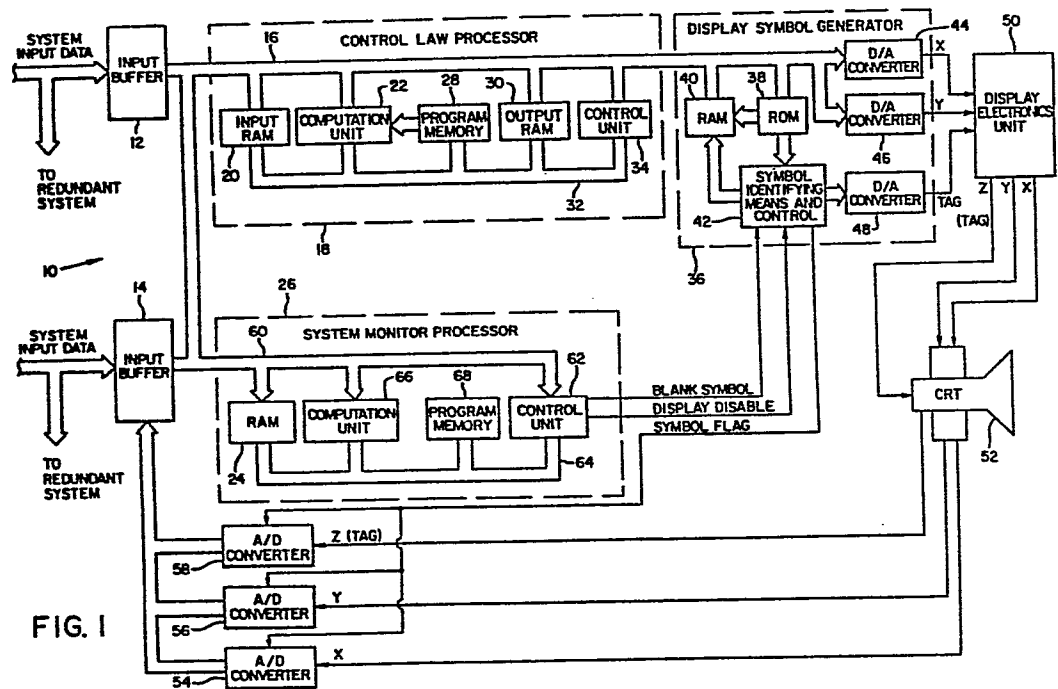 SYSTEM
INPUT DATA
INPUT
BUFFER
12
TO
REDUNDANT
SYSTEM
10
16
CONTROL LAW PROCESSOR
INPUT
RAM
20
22
COMPUTATION
UNIT
28
PROGRAM
MEMORY
30
OUTPUT
RAM
CONTROL
UNIT
34
32
18
DISPLAY SYMBOL GENERATOR
40
RAM
38
ROM
SYMBOL
IDENTIFYING
MEANS AND
CONTROL
42
36
44
D/A
CONVERTER
X
D/A
CONVERTER
46
Y
D/A
CONVERTER
48
TAG
50
DISPLAY
ELECTRONICS
UNIT
Z Y X
(TAG)
CRT
52
14
SYSTEM
INPUT DATA
INPUT
BUFFER
TO
REDUNDANT
SYSTEM
26
SYSTEM MONITOR PROCESSOR
60
RAM
24
66
COMPUTATION
UNIT
68
PROGRAM
MEMORY
62
CONTROL
UNIT
64
BLANK SYMBOL
DISPLAY DISABLE
SYMBOL FLAG
A/D
CONVERTER
58
Z (TAG)
A/D
CONVERTER
56
Y
A/D
CONVERTER
54
X
FIG. 1